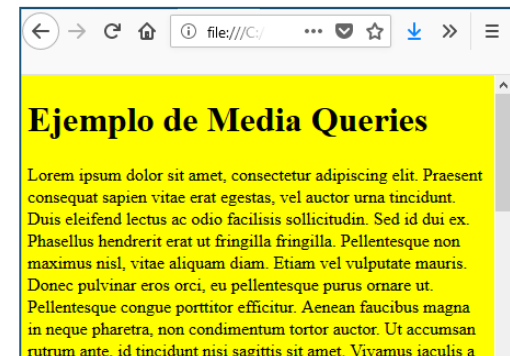 file:///C:/
Ejemplo de Media Queries
Lorem ipsum dolor sit amet, consectetur adipiscing elit. Praesent
consequat sapien vitae erat egestas, vel auctor urna tincidunt.
Duis eleifend lectus ac odio facilisis sollicitudin. Sed id dui ex.
Phasellus hendrerit erat ut fringilla fringilla. Pellentesque non
maximus nisl, vitae aliquam diam. Etiam vel vulputate mauris.
Donec pulvinar eros orci, eu pellentesque purus ornare ut.
Pellentesque congue porttitor efficitur. Aenean faucibus magna
in neque pharetra, non condimentum tortor auctor. Ut accumsan
rutrum ante, id tincidunt nisi sagittis sit amet. Vivamus iaculis a